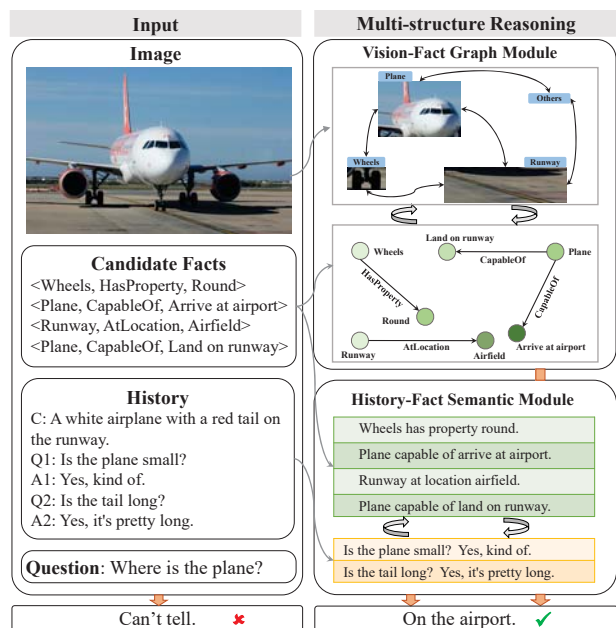 Input
Image
Candidate Facts
<Wheels, HasProperty, Round>
<Plane, CapableOf, Arrive at airport>
<Runway, AtLocation, Airfield>
<Plane, CapableOf, Land on runway>
History
C: A white airplane with a red tail on
the runway.
Q1: Is the plane small?
A1: Yes, kind of.
Q2: Is the tail long?
A2: Yes, it's pretty long.
Question: Where is the plane?
Can't tell.
Multi-structure Reasoning
Vision-Fact Graph Module
Plane
Others
Wheels
Runway
Land on runway
Wheels
Plane
CapableOf
HasProperty
CapableOf
Round
AtLocation
Runway
Airfield
Arrive at airport
History-Fact Semantic Module
Wheels has property round.
Plane capable of arrive at airport.
Runway at location airfield.
Plane capable of land on runway.
Is the plane small? Yes, kind of.
Is the tail long? Yes, it's pretty long.
On the airport.